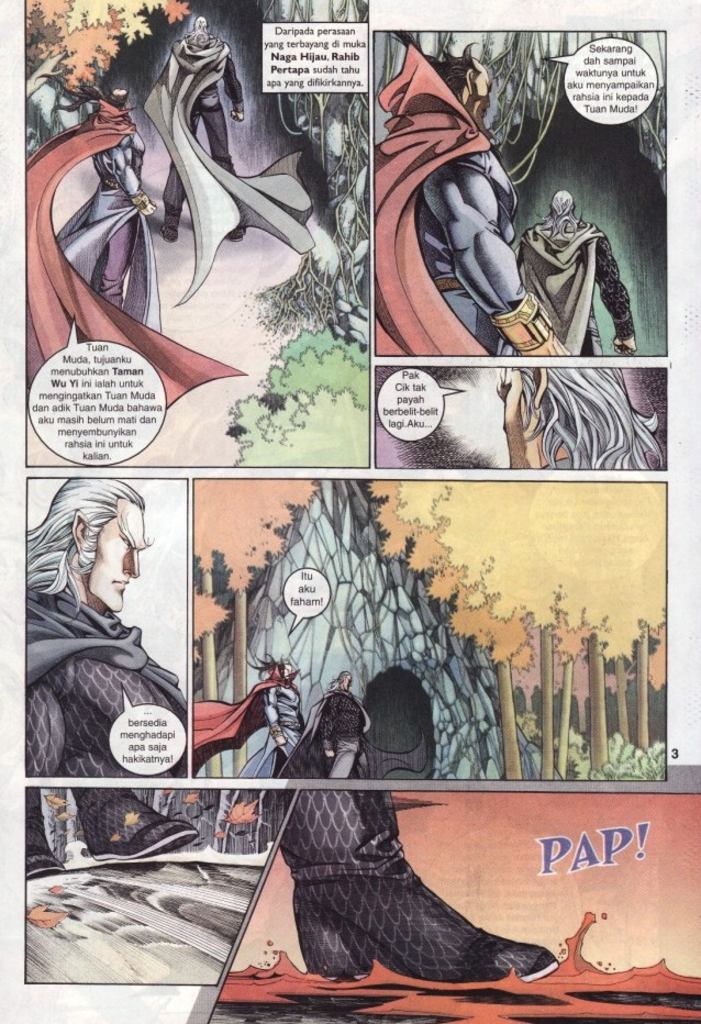 Daripada perasaan
yang terbayang di muka
Naga Hijau, Rahib
Pertapa sudah tahu
apa yang difikirkannya.
Tuan
Muda, tujuanku
menubuhkan Taman
Wu Yi ini ialah untuk
mengingatkan Tuan Muda
dan adik Tuan Muda bahawa
aku masih belum mati dan
menyembunyikan
rahsia ini untuk
kalian.
Sekarang
dah sampai
waktunya untuk
aku menyampaikan
rahsia ini kepada
Tuan Muda!
Pak
Cik tak
payah
berbelit-belit
lagi.Aku...
...
bersedia
menghadapi
apa saja
hakikatnya!
Itu
aku
faham!
3
PAP!